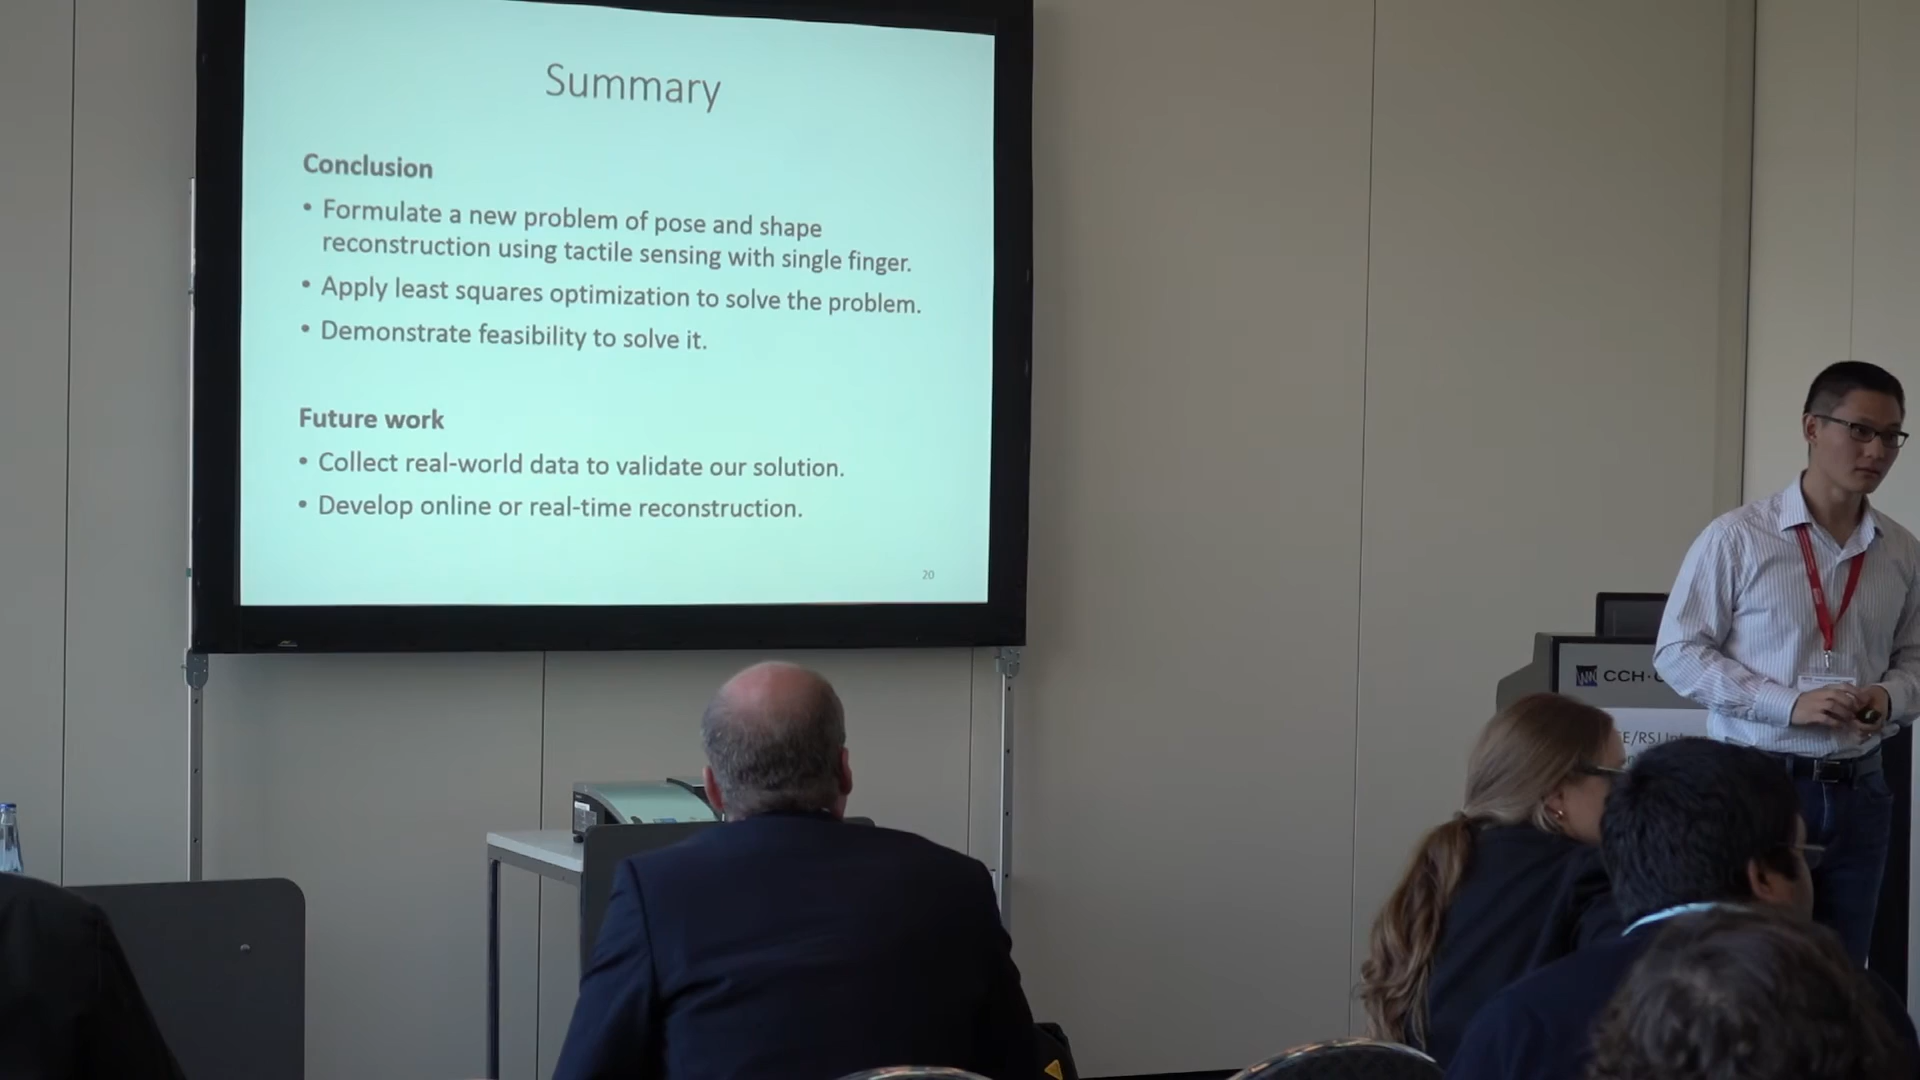 Summary
Conclusion
• Formulate a new problem of pose and shape
reconstruction using tactile sensing with single finger.
• Apply least squares optimization to solve the problem.
• Demonstrate feasibility to solve it.
Future work
• Collect real-world data to validate our solution.
• Develop online or real-time reconstruction.
20
CCH·
E/RSJ Inter